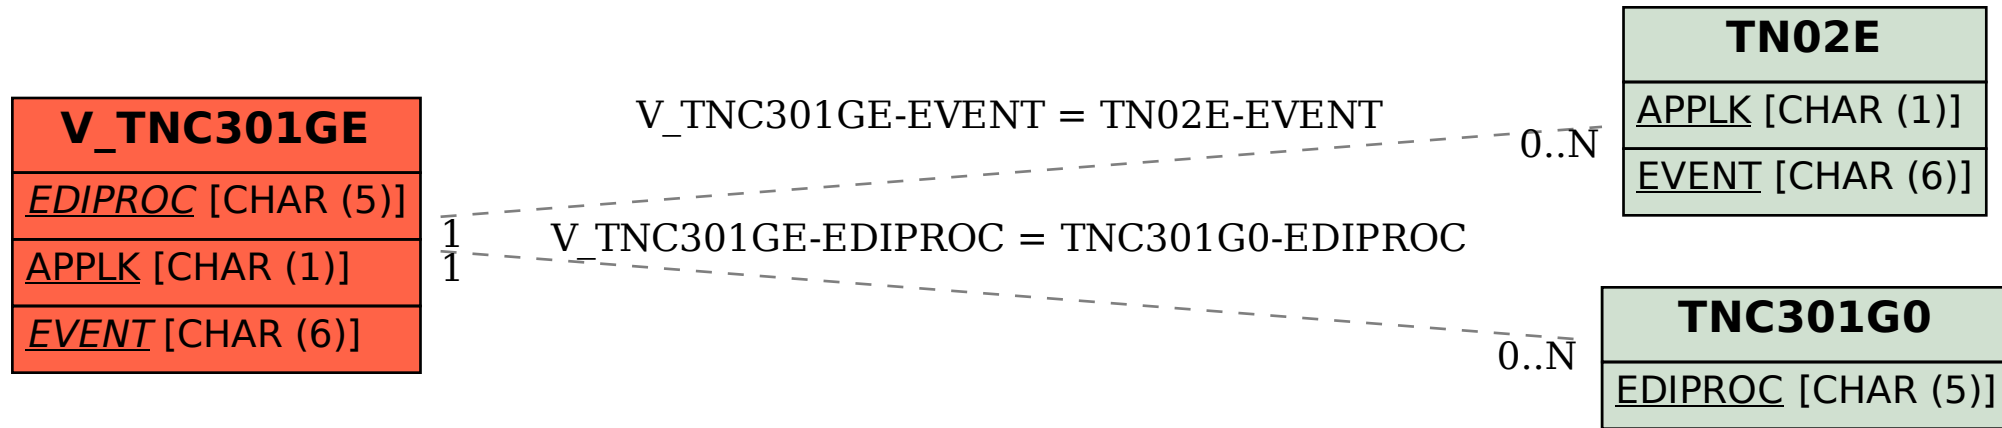 V_TNC301GE
EDIPROC [CHAR (5)]
APPLK [CHAR (1)]
EVENT [CHAR (6)]
V_TNC301GE-EVENT = TN02E-EVENT
1
0..N
V_TNC301GE-EDIPROC = TNC301G0-EDIPROC
1
0..N
TN02E
APPLK [CHAR (1)]
EVENT [CHAR (6)]
TNC301G0
EDIPROC [CHAR (5)]